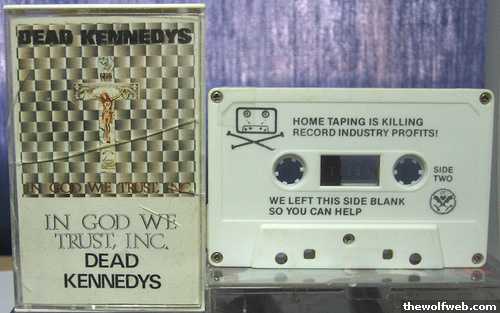 DEAD KENNEDYS
IN GOD WE TRUST, INC.
IN GOD WE
TRUST, INC.
DEAD
KENNEDYS
HOME TAPING IS KILLING
RECORD INDUSTRY PROFITS!
SIDE
TWO
WE LEFT THIS SIDE BLANK
SO YOU CAN HELP
thewolfweb.com